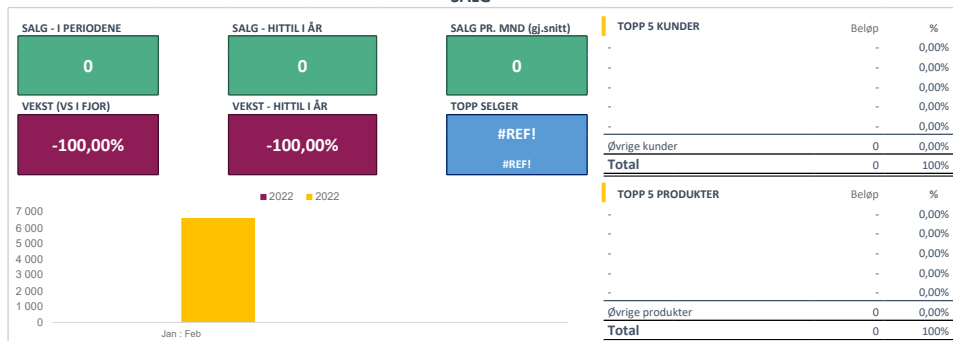 SALG - I PERIODENE
0
SALG - HITTIL I ÅR
0
SALG PR. MND (gj.snitt)
0
VEKST (VS I FJOR)
-100,00%
VEKST - HITTIL I ÅR
-100,00%
TOPP SELGER
#REF!
#REF!
2022 2022
7 000
6 000
5 000
4 000
3 000
2 000
1 000
0
Jan : Feb
TOPP 5 KUNDER Beløp %
- - 0,00%
- - 0,00%
- - 0,00%
- - 0,00%
- - 0,00%
Øvrige kunder 0 0,00%
Total 0 100%
TOPP 5 PRODUKTER Beløp %
- - 0,00%
- - 0,00%
- - 0,00%
- - 0,00%
- - 0,00%
Øvrige produkter 0 0,00%
Total 0 100%